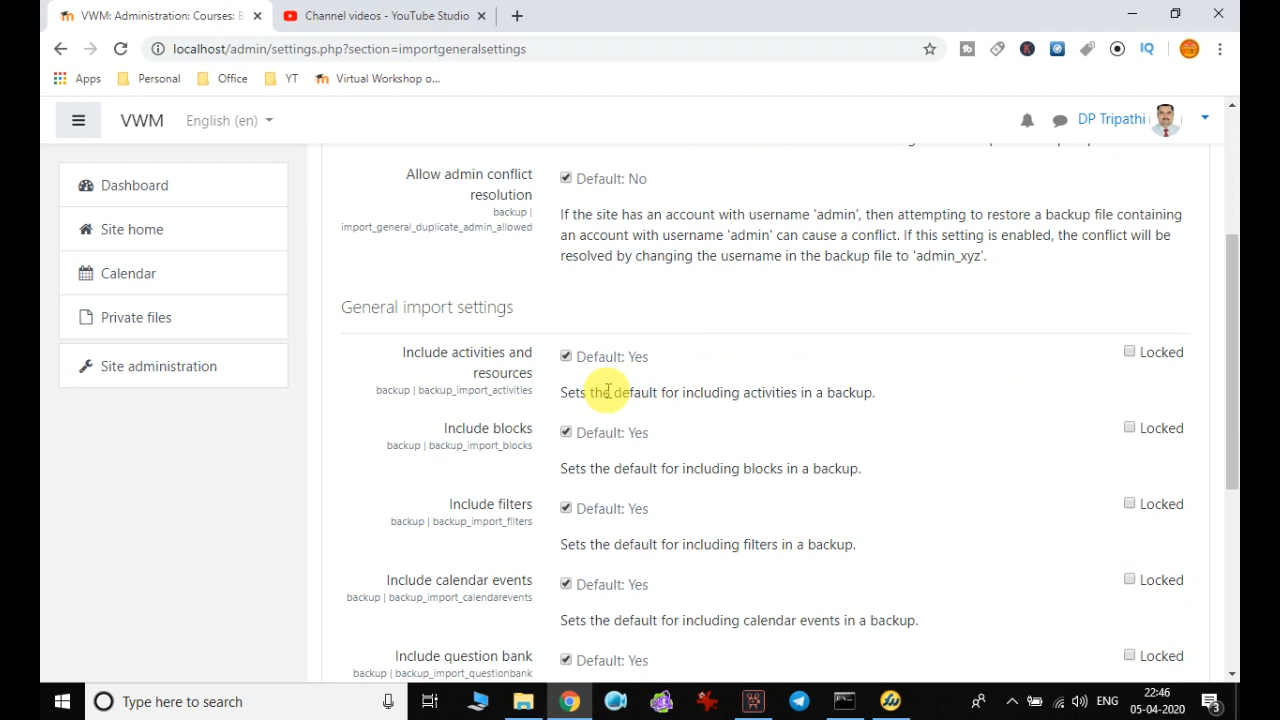 VWM: Administration: Courses: B
Channel videos - YouTube Studio
localhost/admin/settings.php?section=importgeneralsettings
IQ
Apps
Personal
Office
YT
Virtual Workshop o...
VWM
English (en)
DP Tripathi
Dashboard
Site home
Calendar
Private files
Site administration
Allow admin conflict
resolution
backup |
import_general_duplicate_admin_allowed
Default: No
If the site has an account with username 'admin', then attempting to restore a backup file containing
an account with username 'admin' can cause a conflict. If this setting is enabled, the conflict will be
resolved by changing the username in the backup file to 'admin_xyz'.
General import settings
Include activities and
resources
backup | backup_import_activities
Default: Yes
Locked
Sets the default for including activities in a backup.
Include blocks
backup | backup_import_blocks
Default: Yes
Locked
Sets the default for including blocks in a backup.
Include filters
backup | backup_import_filters
Default: Yes
Locked
Sets the default for including filters in a backup.
Include calendar events
backup | backup_import_calendarevents
Default: Yes
Locked
Sets the default for including calendar events in a backup.
Include question bank
backup | backup_import_questionbank
Default: Yes
Locked
Type here to search
ENG
22:46
05-04-2020
3